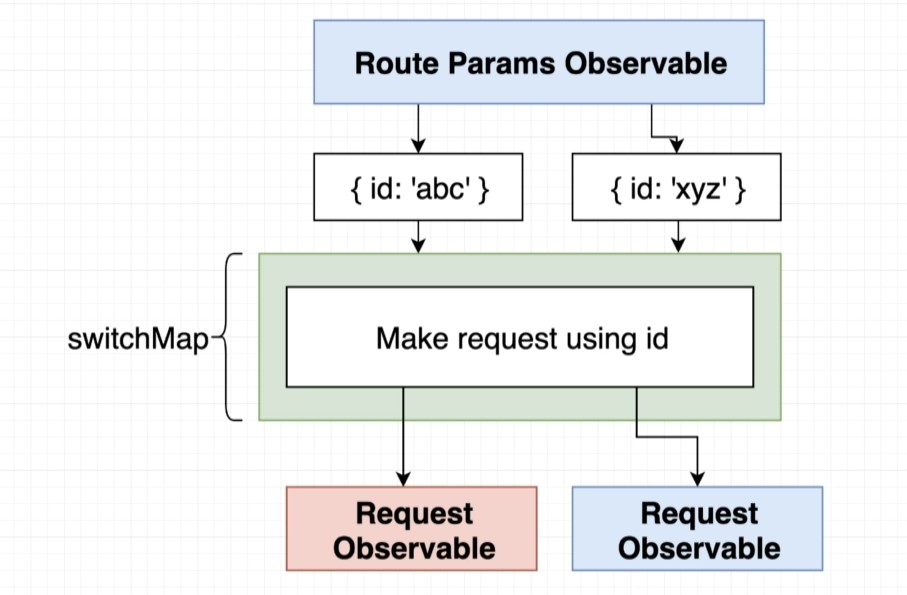 Route Params Observable
{ id: 'abc' }
{ id: 'xyz' }
switchMap
Make request using id
Request
Observable
Request
Observable